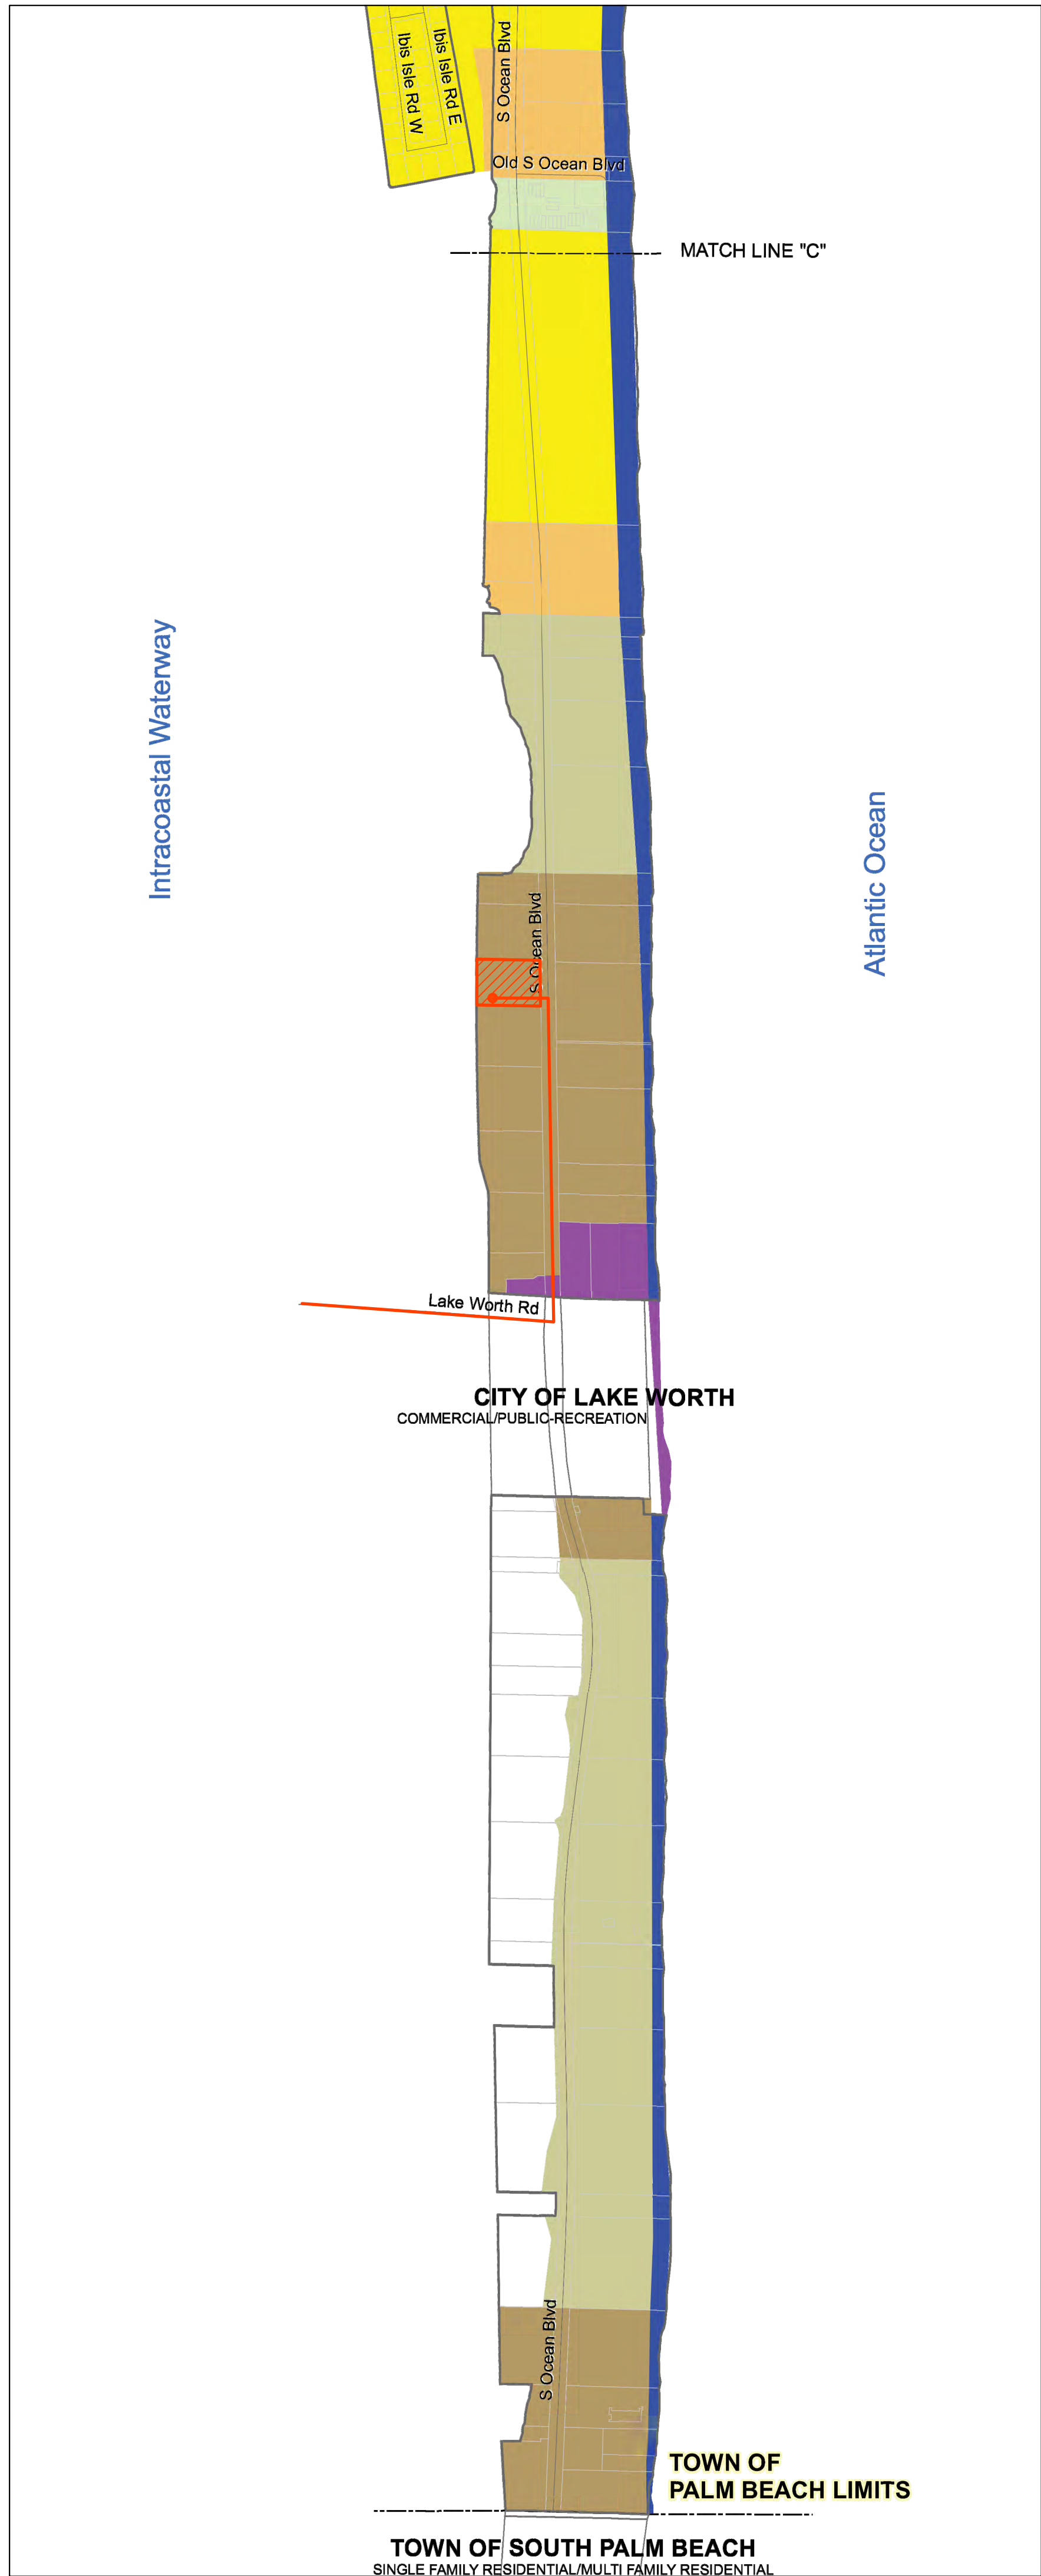 S Ocean Blvd
Ibis Isle Rd E
Ibis Isle Rd W
Old S Ocean Blvd
MATCH LINE "C"
Intracoastal Waterway
Atlantic Ocean
S Ocean Blvd
Lake Worth Rd
CITY OF LAKE WORTH
COMMERCIAL/PUBLIC-RECREATION
S Ocean Blvd
TOWN OF
PALM BEACH LIMITS
TOWN OF SOUTH PALM BEACH
SINGLE FAMILY RESIDENTIAL/MULTI FAMILY RESIDENTIAL